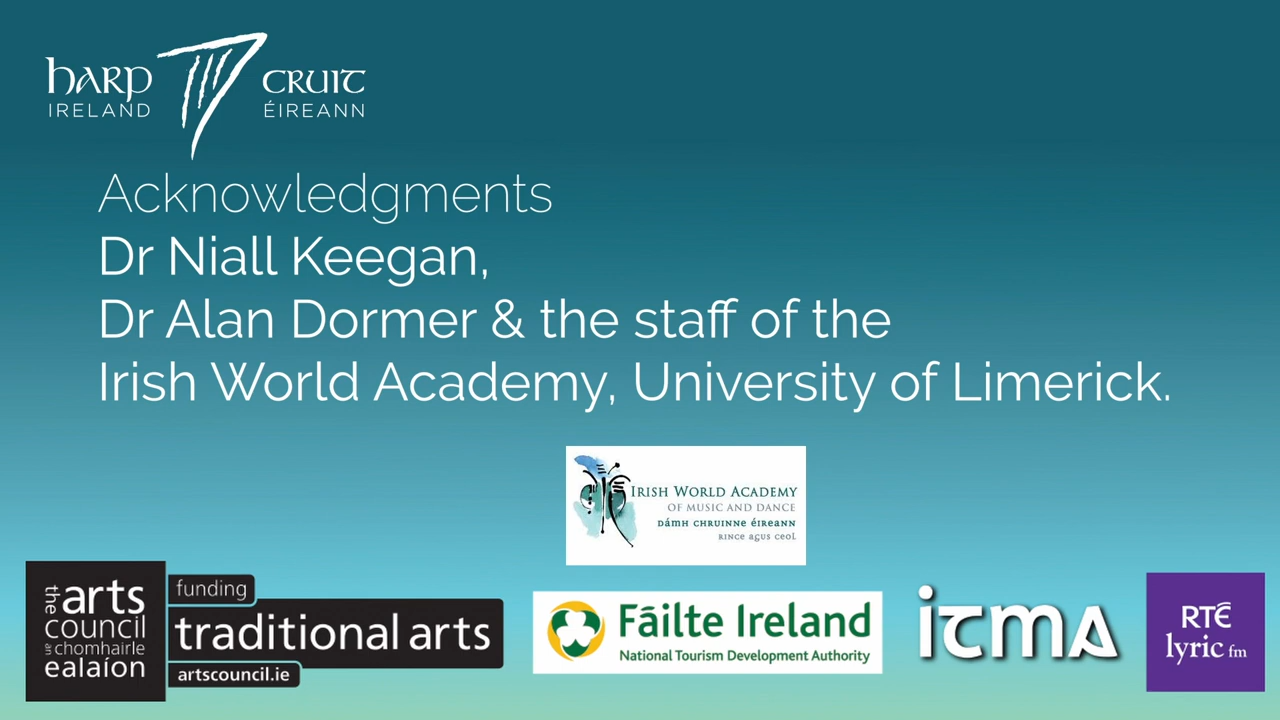 harp cruit
IRELAND ÉIREANN
Acknowledgments
Dr Niall Keegan,
Dr Alan Dormer & the staff of the
Irish World Academy, University of Limerick.
IRISH WORLD ACADEMY
OF MUSIC AND DANCE
dámh chruinne éireann
rince agus ceol
the arts council
an chomhairle ealaíon
funding
traditional arts
artscouncil.ie
Fáilte Ireland
National Tourism Development Authority
itma
RTÉ
lyric fm